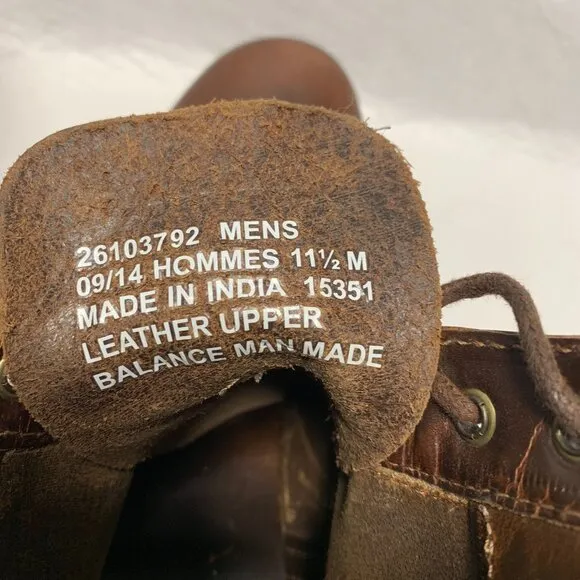 26103792 MENS
09/14 HOMMES 11½ M
MADE IN INDIA 15351
LEATHER UPPER
BALANCE MAN MADE